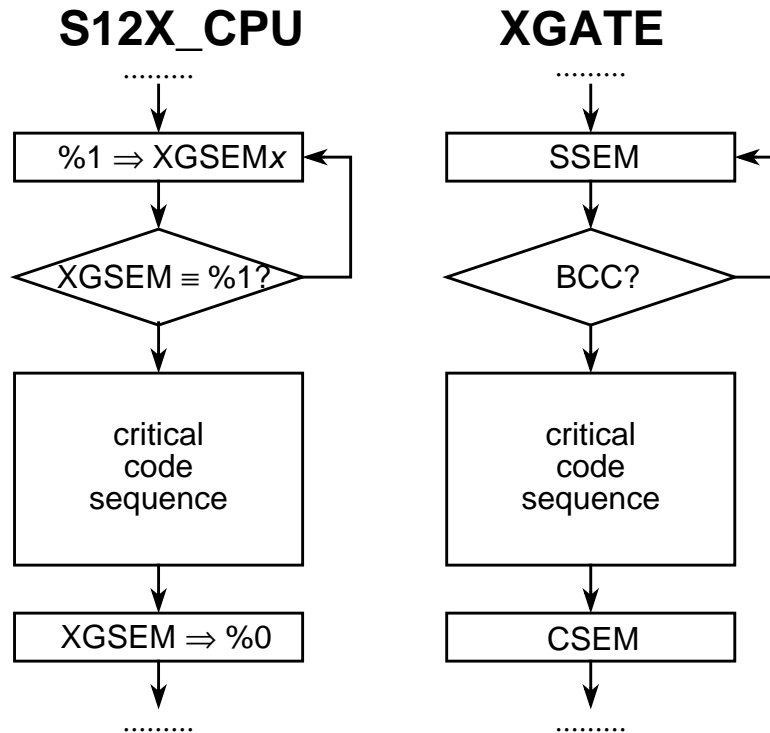 S12X_CPU
.........
%1 ⇒ XGSEMx
XGSEM ≡ %1?
critical
code
sequence
XGSEM ⇒ %0
.........
XGATE
.........
SSEM
BCC?
critical
code
sequence
CSEM
.........